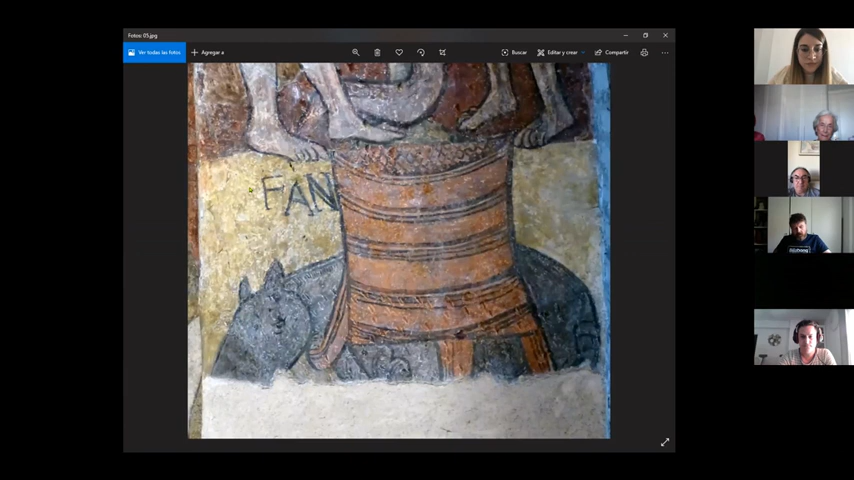 Fotos: 05.jpg
Ver todas las fotos
Agregar a
Buscar
Editar y crear
Compartir
FAN